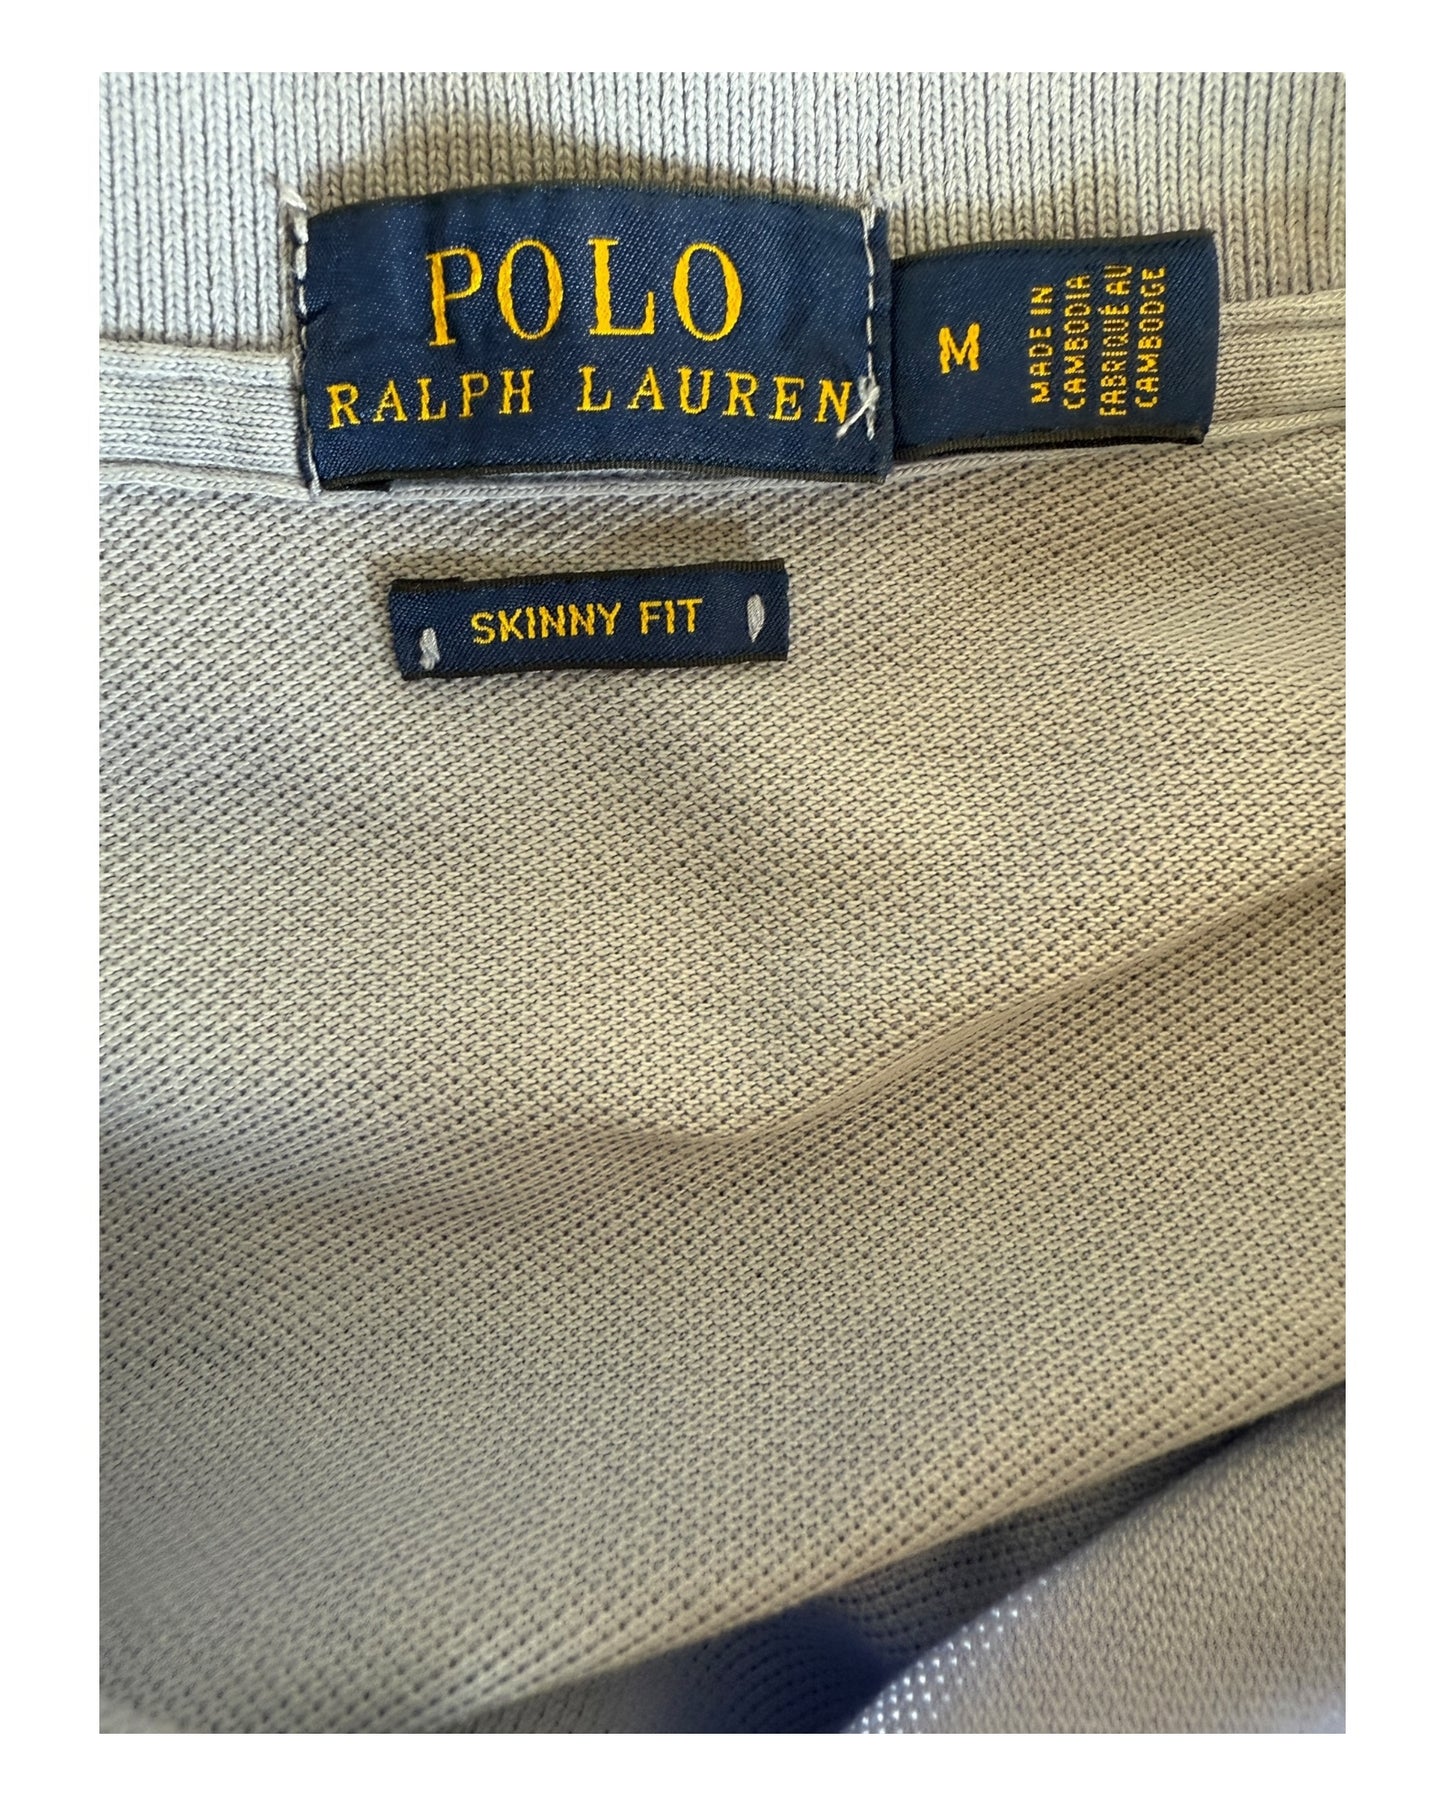 POLO
RALPH LAUREN
M
MADE IN
CAMBODIA
FABRIQUÉ AU
CAMBODGE
SKINNY FIT